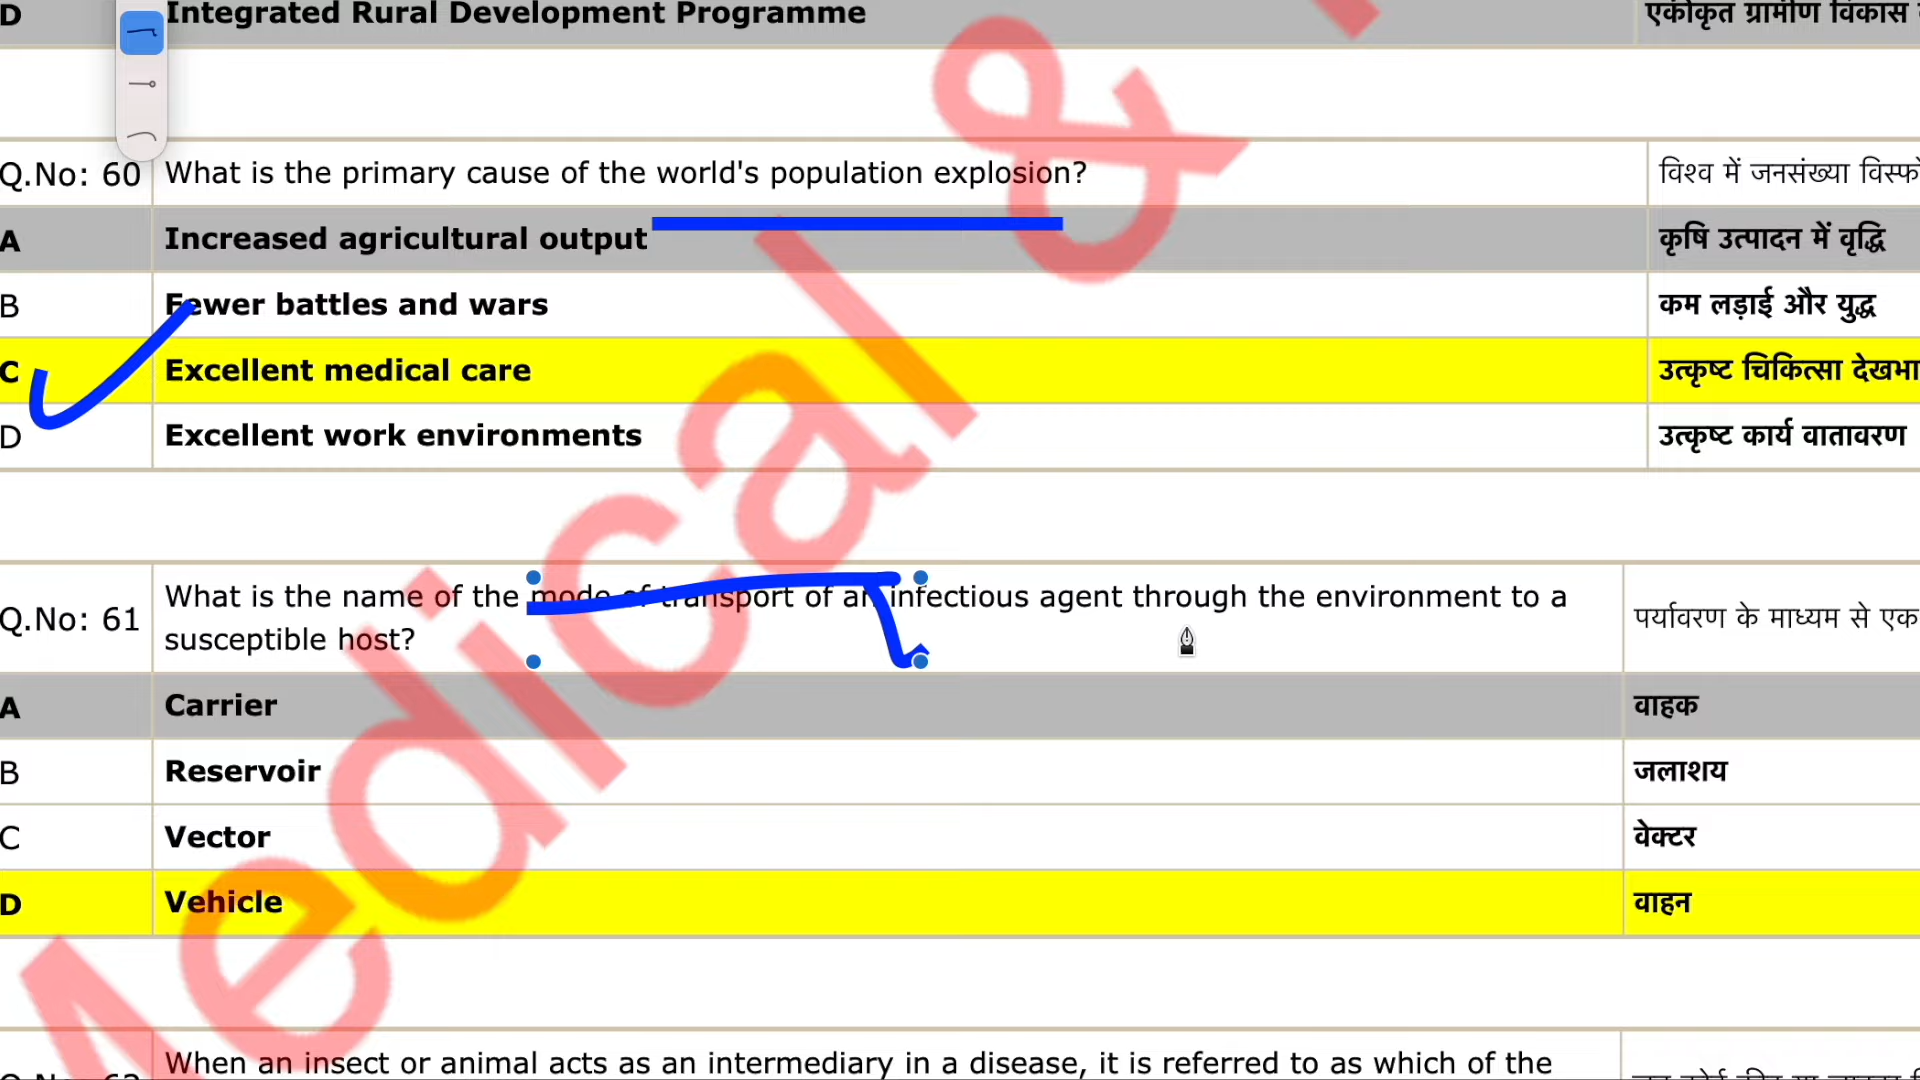 D Integrated Rural Development Programme एकीकृत ग्रामीण विकास
Q.No: 60 What is the primary cause of the world's population explosion? विश्व में जनसंख्या विस्फो
A Increased agricultural output कृषि उत्पादन में वृद्धि
B Fewer battles and wars कम लड़ाई और युद्ध
C Excellent medical care उत्कृष्ट चिकित्सा देखभा
D Excellent work environments उत्कृष्ट कार्य वातावरण
Q.No: 61 What is the name of the mode of transport of an infectious agent through the environment to a पर्यावरण के माध्यम से एक
susceptible host?
A Carrier वाहक
B Reservoir जलाशय
C Vector वेक्टर
D Vehicle वाहन
When an insect or animal acts as an intermediary in a disease, it is referred to as which of the
Medical &